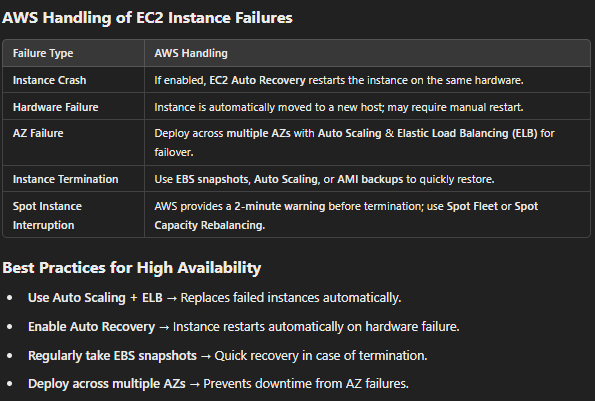 AWS Handling of EC2 Instance Failures
Failure Type AWS Handling
Instance Crash If enabled, EC2 Auto Recovery restarts the instance on the same hardware.
Hardware Failure Instance is automatically moved to a new host; may require manual restart.
AZ Failure Deploy across multiple AZs with Auto Scaling & Elastic Load Balancing (ELB) for
failover.
Instance Termination Use EBS snapshots, Auto Scaling, or AMI backups to quickly restore.
Spot Instance AWS provides a 2-minute warning before termination; use Spot Fleet or Spot
Interruption Capacity Rebalancing.
Best Practices for High Availability
• Use Auto Scaling + ELB → Replaces failed instances automatically.
• Enable Auto Recovery → Instance restarts automatically on hardware failure.
• Regularly take EBS snapshots → Quick recovery in case of termination.
• Deploy across multiple AZs → Prevents downtime from AZ failures.